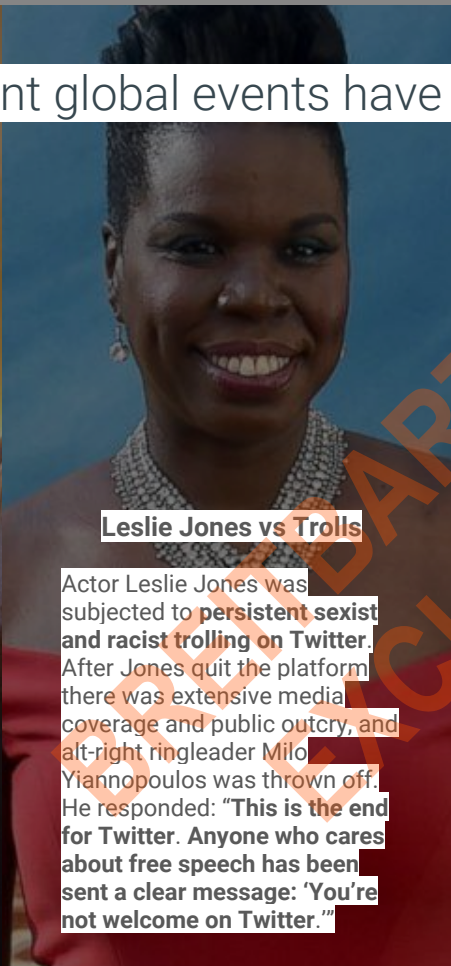 nt global events have
Leslie Jones vs Trolls
Actor Leslie Jones was
subjected to persistent sexist
and racist trolling on Twitter.
After Jones quit the platform
there was extensive media
coverage and public outcry, and
alt-right ringleader Milo
Yiannopoulos was thrown off.
He responded: “This is the end
for Twitter. Anyone who cares
about free speech has been
sent a clear message: ‘You’re
not welcome on Twitter.’”
BREITBART
EXCLU